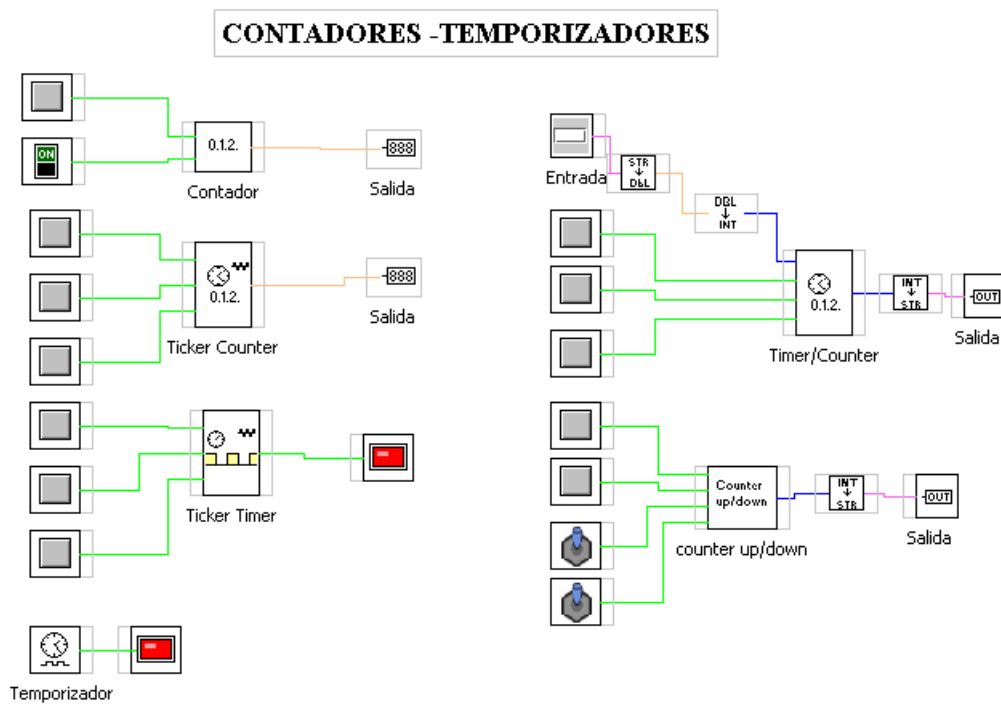 CONTADORES -TEMPORIZADORES
ON
0.1.2.
888
Contador
Salida
0.1.2.
888
Ticker Counter
Salida
Ticker Timer
Temporizador
Entrada
STR
DbL
DBL
INT
0.1.2.
INT
STR
OUT
Timer/Counter
Salida
Counter
up/down
INT
STR
OUT
counter up/down
Salida